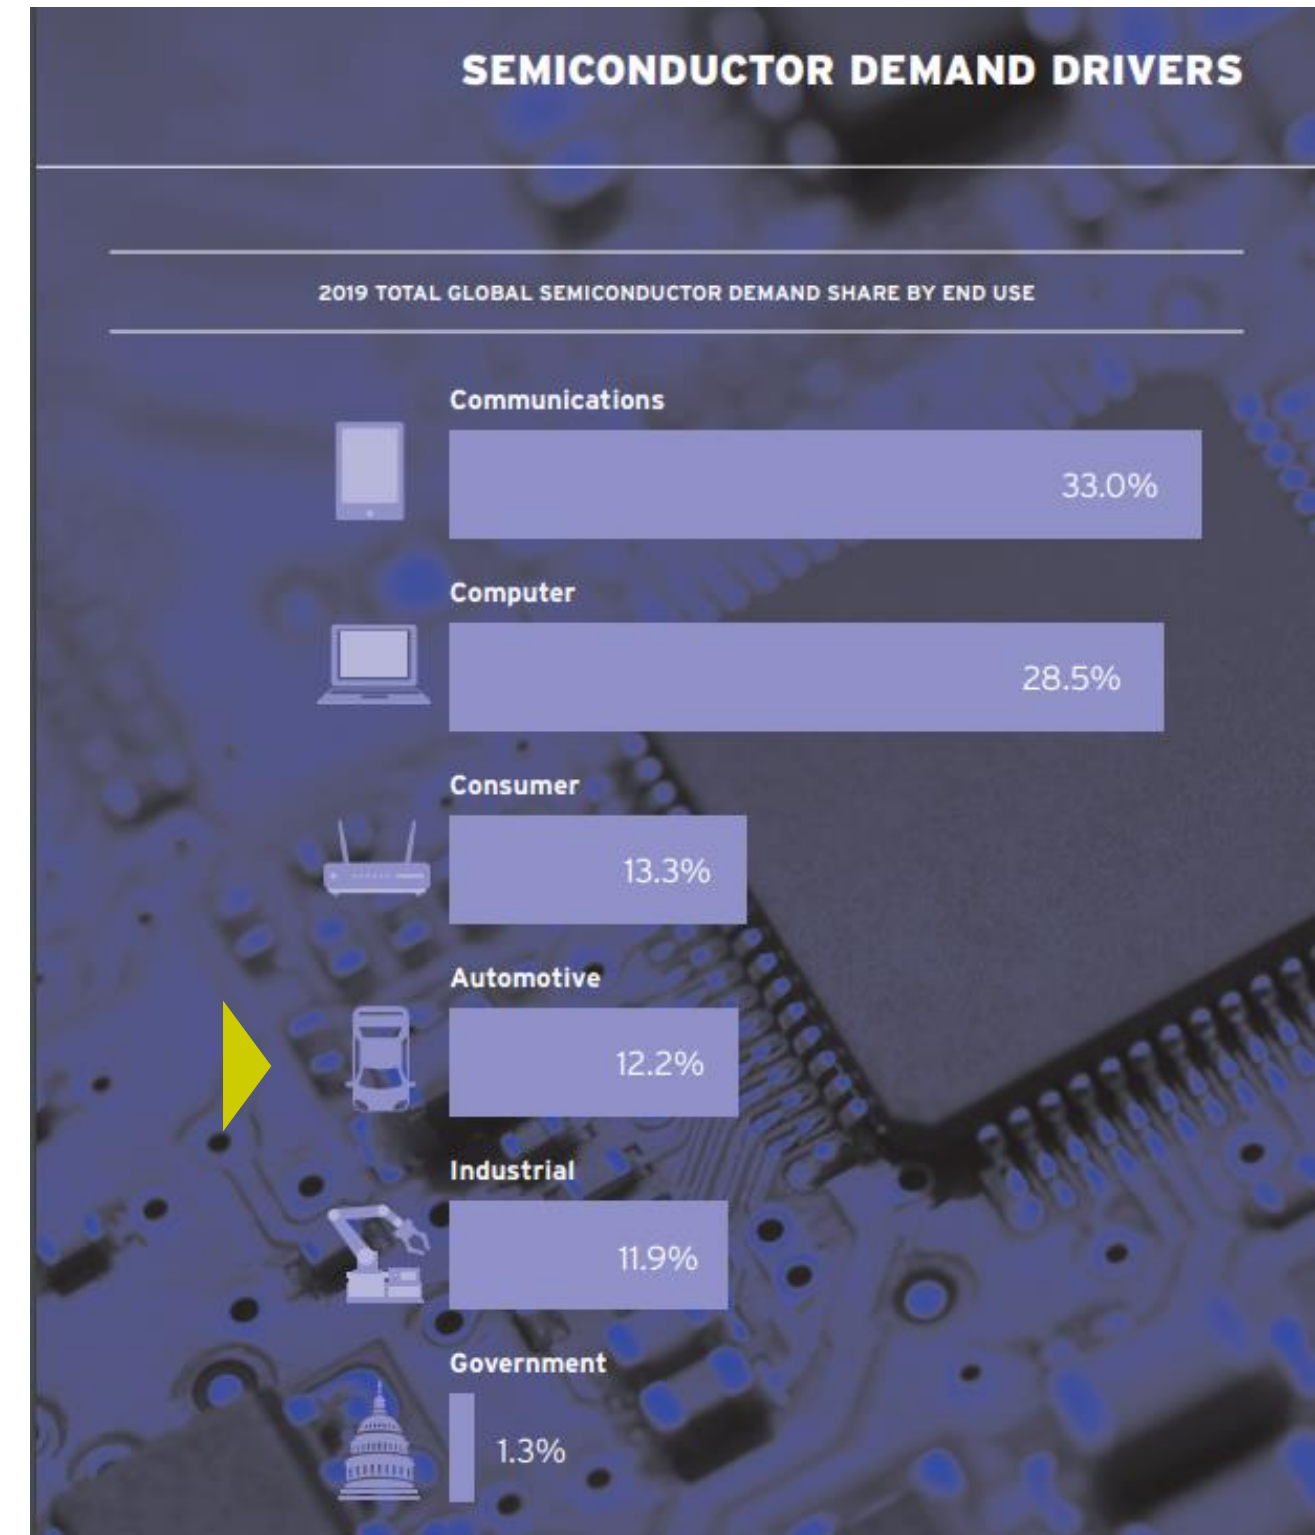 SEMICONDUCTOR DEMAND DRIVERS
2019 TOTAL GLOBAL SEMICONDUCTOR DEMAND SHARE BY END USE
Communications
33.0%
Computer
28.5%
Consumer
13.3%
Automotive
12.2%
Industrial
11.9%
Government
1.3%